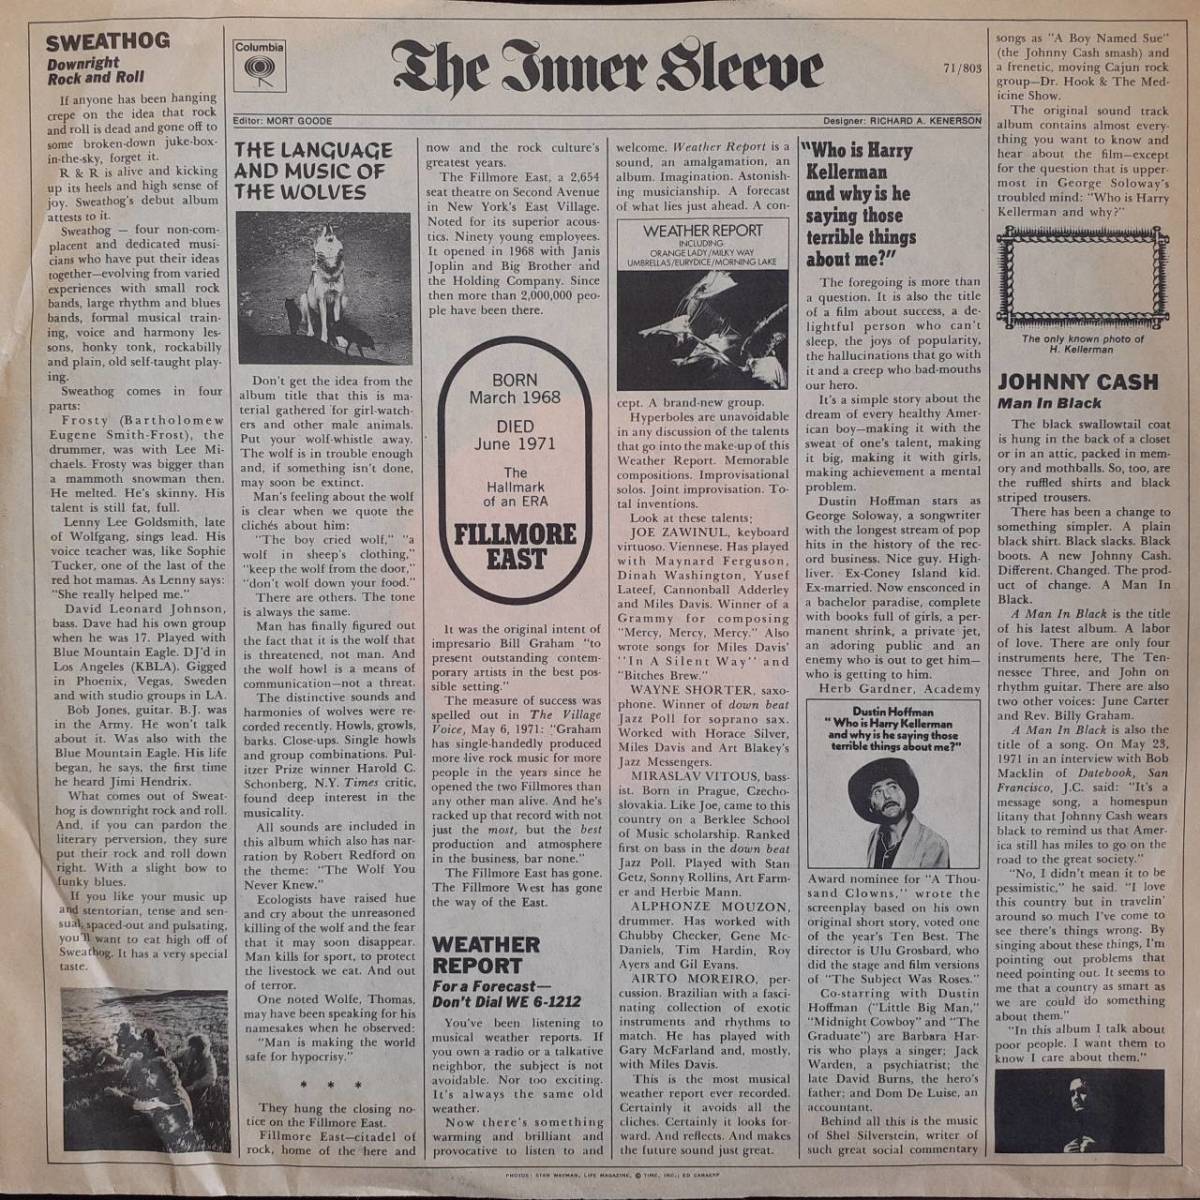 SWEATHOG
Downright
Rock and Roll
If anyone has been hanging
crepe on the idea that rock
and roll is dead and gone off to
some broken-down juke-box-
in-the-sky, forget it.
R & R is alive and kicking
up its heels and high sense of
joy. Sweathog's debut album
attests to it.
Sweathog — four non-com-
placent and dedicated musi-
cians who have put their ideas
together—evolving from varied
experiences with small rock
bands, large rhythm and blues
bands, formal musical train-
ing, voice and harmony les-
sons, honky tonk, rockabilly
and plain, old self-taught play-
ing.
Sweathog comes in four
parts:
Frosty (Bartholomew
Eugene Smith-Frost), the
drummer, was with Lee Mi-
chaels. Frosty was bigger than
a mammoth snowman then.
He melted. He's skinny. His
talent is still fat, full.
Lenny Lee Goldsmith, late
of Wolfgang, sings lead. His
voice teacher was, like Sophie
Tucker, one of the last of the
red hot mamas. As Lenny says:
"She really helped me."
David Leonard Johnson,
bass. Dave had his own group
when he was 17. Played with
Blue Mountain Eagle. DJ'd in
Los Angeles (KBLA). Gigged
in Phoenix, Vegas, Sweden
and with studio groups in LA.
Bob Jones, guitar. B.J. was
in the Army. He won't talk
about it. Was also with the
Blue Mountain Eagle. His life
began, he says, the first time
he heard Jimi Hendrix.
What comes out of Sweat-
hog is downright rock and roll.
And, if you can pardon the
literary perversion, they sure
put their rock and roll down
right. With a slight bow to
funky blues.
If you like your music up
and stentorian, tense and sen-
sual, spaced-out and pulsating,
you'll want to eat high off of
Sweathog. It has a very special
taste.
Columbia
The Inner Sleeve
71/803
Editor: MORT GOODE
Designer: RICHARD A. KENERSON
THE LANGUAGE
AND MUSIC OF
THE WOLVES
Don't get the idea from the
album title that this is ma-
terial gathered for girl-watch-
ers and other male animals.
Put your wolf-whistle away.
The wolf is in trouble enough
and, if something isn't done,
may soon be extinct.
Man's feeling about the wolf
is clear when we quote the
clichés about him:
"The boy cried wolf," "a
wolf in sheep's clothing,"
"keep the wolf from the door,"
"don't wolf down your food."
There are others. The tone
is always the same.
Man has finally figured out
the fact that it is the wolf that
is threatened, not man. And
the wolf howl is a means of
communication—not a threat.
The distinctive sounds and
harmonies of wolves were re-
corded recently. Howls, growls,
barks. Close-ups. Single howls
and group combinations. Pul-
itzer Prize winner Harold C.
Schonberg, N.Y. Times critic,
found deep interest in the
musicality.
All sounds are included in
this album which also has nar-
ration by Robert Redford on
the theme: "The Wolf You
Never Knew."
Ecologists have raised hue
and cry about the unreasoned
killing of the wolf and the fear
that it may soon disappear.
Man kills for sport, to protect
the livestock we eat. And out
of terror.
One noted Wolfe, Thomas,
may have been speaking for his
namesakes when he observed:
"Man is making the world
safe for hypocrisy."
* * *
They hung the closing no-
tice on the Fillmore East.
Fillmore East—citadel of
rock, home of the here and
now and the rock culture's
greatest years.
The Fillmore East, a 2,654
seat theatre on Second Avenue
in New York's East Village.
Noted for its superior acous-
tics. Ninety young employees.
It opened in 1968 with Janis
Joplin and Big Brother and
the Holding Company. Since
then more than 2,000,000 peo-
ple have been there.
BORN
March 1968
DIED
June 1971
The
Hallmark
of an ERA
FILLMORE
EAST
It was the original intent of
impresario Bill Graham "to
present outstanding contem-
porary artists in the best pos-
sible setting."
The measure of success was
spelled out in The Village
Voice, May 6, 1971: "Graham
has single-handedly produced
more live rock music for more
people in the years since he
opened the two Fillmores than
any other man alive. And he's
racked up that record with not
just the most, but the best
production and atmosphere
in the business, bar none."
The Fillmore East has gone.
The Fillmore West has gone
the way of the East.
WEATHER
REPORT
For a Forecast—
Don't Dial WE 6-1212
You've been listening to
musical weather reports. If
you own a radio or a talkative
neighbor, the subject is not
avoidable. Nor too exciting.
It's always the same old
weather.
Now there's something
warming and brilliant and
provocative to listen to and
welcome. Weather Report is a
sound, an amalgamation, an
album. Imagination. Astonish-
ing musicianship. A forecast
of what lies just ahead. A con-
WEATHER REPORT
INCLUDING
ORANGE LADY/MILKY WAY
UMBRELLAS/EURYDICE/MORNING LAKE
cept. A brand-new group.
Hyperboles are unavoidable
in any discussion of the talents
that go into the make-up of this
Weather Report. Memorable
compositions. Improvisational
solos. Joint improvisation. To-
tal inventions.
Look at these talents;
JOE ZAWINUL, keyboard
virtuoso. Viennese. Has played
with Maynard Ferguson,
Dinah Washington, Yusef
Lateef, Cannonball Adderley
and Miles Davis. Winner of a
Grammy for composing
"Mercy, Mercy, Mercy." Also
wrote songs for Miles Davis'
"In A Silent Way" and
"Bitches Brew."
WAYNE SHORTER, saxo-
phone. Winner of down beat
Jazz Poll for soprano sax.
Worked with Horace Silver,
Miles Davis and Art Blakey's
Jazz Messengers.
MIRASLAV VITOUS, bass-
ist. Born in Prague, Czecho-
slovakia. Like Joe, came to this
country on a Berklee School
of Music scholarship. Ranked
first on bass in the down beat
Jazz Poll. Played with Stan
Getz, Sonny Rollins, Art Farm-
er and Herbie Mann.
ALPHONZE MOUZON,
drummer. Has worked with
Chubby Checker, Gene Mc-
Daniels, Tim Hardin, Roy
Ayers and Gil Evans.
AIRTO MOREIRO, per-
cussion. Brazilian with a fasci-
nating collection of exotic
instruments and rhythms to
match. He has played with
Gary McFarland and, mostly,
with Miles Davis.
This is the most musical
weather report ever recorded.
Certainly it avoids all the
cliches. Certainly it looks for-
ward. And reflects. And makes
the future sound just great.
"Who is Harry
Kellerman
and why is he
saying those
terrible things
about me?"
The foregoing is more than
a question. It is also the title
of a film about success, a de-
lightful person who can't
sleep, the joys of popularity,
the hallucinations that go with
it and a creep who bad-mouths
our hero.
It's a simple story about the
dream of every healthy Amer-
ican boy—making it with the
sweat of one's talent, making
it big, making it with girls,
making achievement a mental
problem.
Dustin Hoffman stars as
George Soloway, a songwriter
with the longest stream of pop
hits in the history of the rec-
ord business. Nice guy. High-
liver. Ex-Coney Island kid.
Ex-married. Now ensconced in
a bachelor paradise, complete
with books full of girls, a per-
manent shrink, a private jet,
an adoring public and an
enemy who is out to get him—
who is getting to him.
Herb Gardner, Academy
Dustin Hoffman
"Who is Harry Kellerman
and why is he saying those
terrible things about me?"
Award nominee for "A Thou-
sand Clowns," wrote the
screenplay based on his own
original short story, voted one
of the year's Ten Best. The
director is Ulu Grosbard, who
did the stage and film versions
of "The Subject Was Roses."
Co-starring with Dustin
Hoffman ("Little Big Man,"
"Midnight Cowboy" and "The
Graduate") are Barbara Har-
ris who plays a singer; Jack
Warden, a psychiatrist; the
late David Burns, the hero's
father; and Dom De Luise, an
accountant.
Behind all this is the music
of Shel Silverstein, writer of
such great social commentary
songs as "A Boy Named Sue"
(the Johnny Cash smash) and
a frenetic, moving Cajun rock
group—Dr. Hook & The Med-
icine Show.
The original sound track
album contains almost every-
thing you want to know and
hear about the film—except
for the question that is upper-
most in George Soloway's
troubled mind: "Who is Harry
Kellerman and why?"
The only known photo of
H. Kellerman
JOHNNY CASH
Man In Black
The black swallowtail coat
is hung in the back of a closet
or in an attic, packed in mem-
ory and mothballs. So, too, are
the ruffled shirts and black
striped trousers.
There has been a change to
something simpler. A plain
black shirt. Black slacks. Black
boots. A new Johnny Cash.
Different. Changed. The prod-
uct of change. A Man In
Black.
A Man In Black is the title
of his latest album. A labor
of love. There are only four
instruments here, The Ten-
nessee Three, and John on
rhythm guitar. There are also
two other voices: June Carter
and Rev. Billy Graham.
A Man In Black is also the
title of a song. On May 23,
1971 in an interview with Bob
Macklin of Datebook, San
Francisco, J.C. said: "It's a
message song, a homespun
litany that Johnny Cash wears
black to remind us that Amer-
ica still has miles to go on the
road to the great society."
"No, I didn't mean it to be
pessimistic," he said. "I love
this country but in travelin'
around so much I've come to
see there's things wrong. By
singing about these things, I'm
pointing out problems that
need pointing out. It seems to
me that a country as smart as
we are could do something
about them."
"In this album I talk about
poor people. I want them to
know I care about them."
PHOTOS: STAN WAYMAN, LIFE MAGAZINE, © TIME, INC.; ED CARAEFF